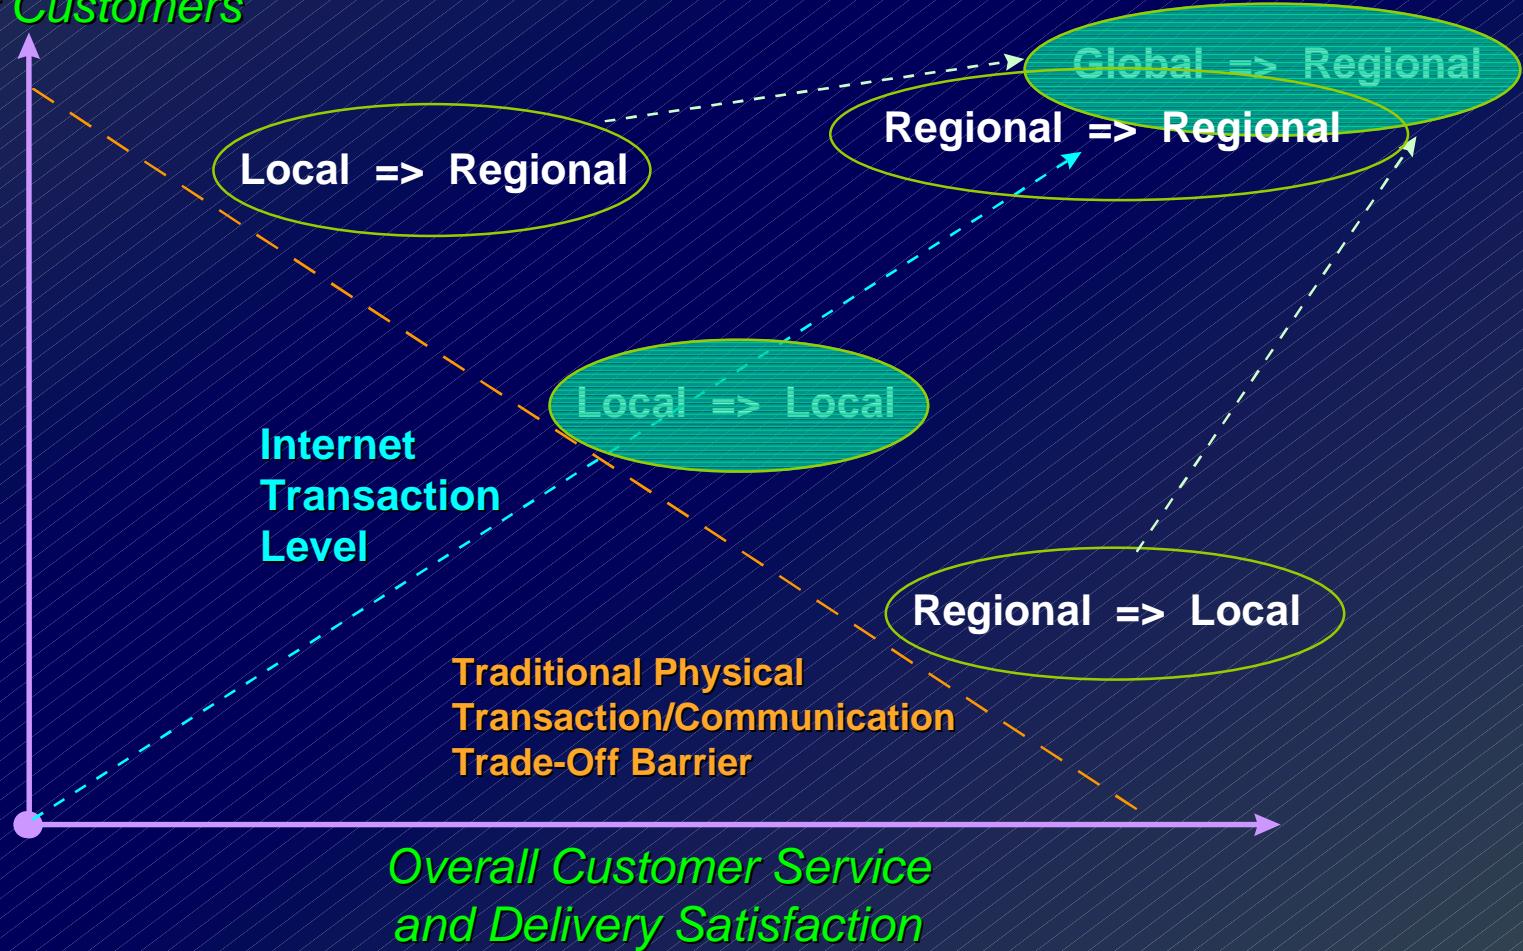 Customers
Global => Regional
Regional => Regional
Local => Regional
Local => Local
Internet
Transaction
Level
Regional => Local
Traditional Physical
Transaction/Communication
Trade-Off Barrier
Overall Customer Service
and Delivery Satisfaction